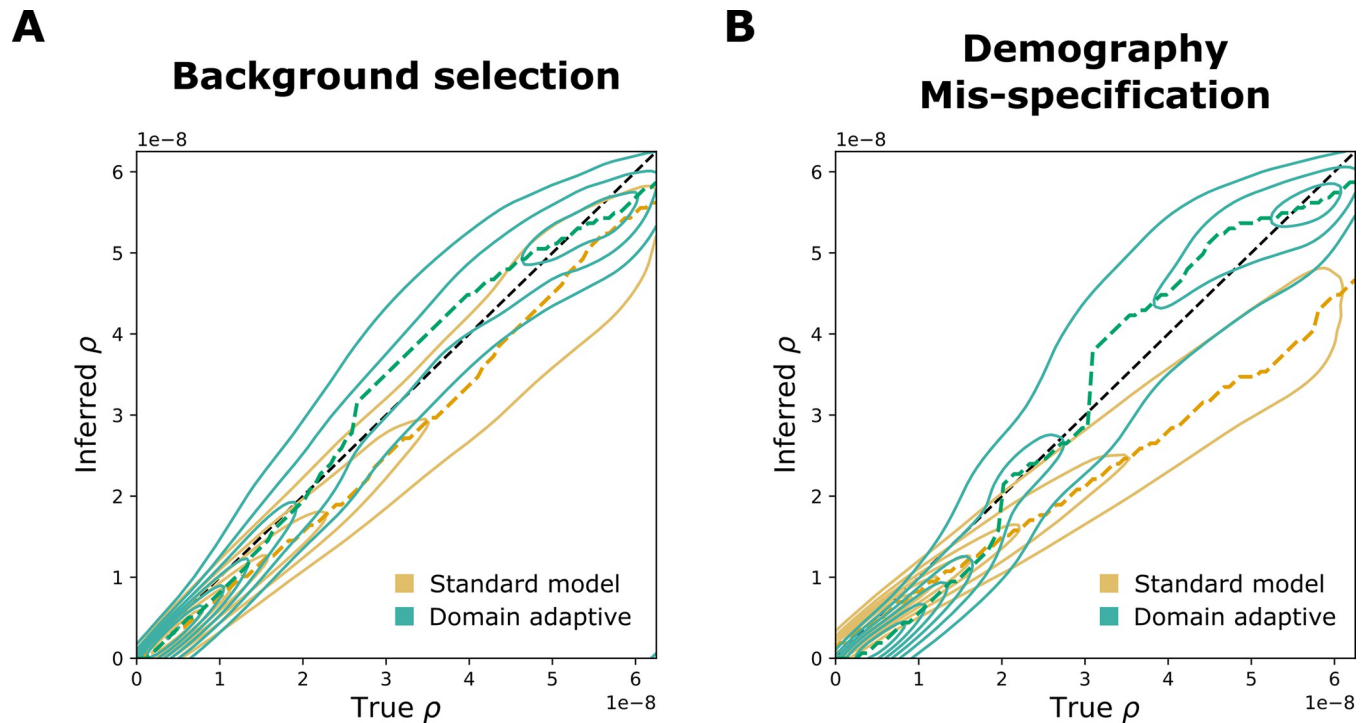 A
Background selection
1e−8
6
5
4
3
2
1
0
Inferred ρ
0
1
2
3
4
5
6
1e−8
True ρ
Standard model
Domain adaptive
B
Demography
Mis-specification
1e−8
6
5
4
3
2
1
0
Inferred ρ
0
1
2
3
4
5
6
1e−8
True ρ
Standard model
Domain adaptive